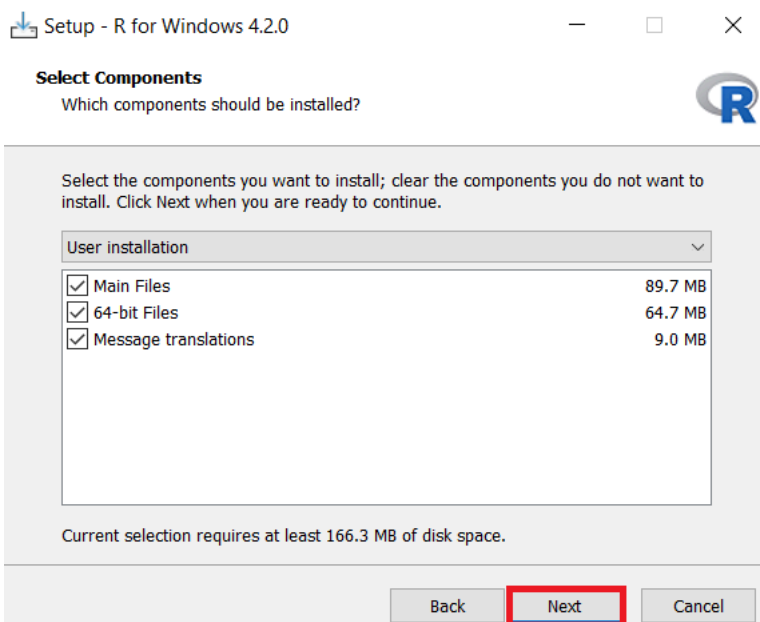 Setup - R for Windows 4.2.0
Select Components
Which components should be installed?
R
Select the components you want to install; clear the components you do not want to
install. Click Next when you are ready to continue.
User installation
Main Files 89.7 MB
64-bit Files 64.7 MB
Message translations 9.0 MB
Current selection requires at least 166.3 MB of disk space.
Back Next Cancel